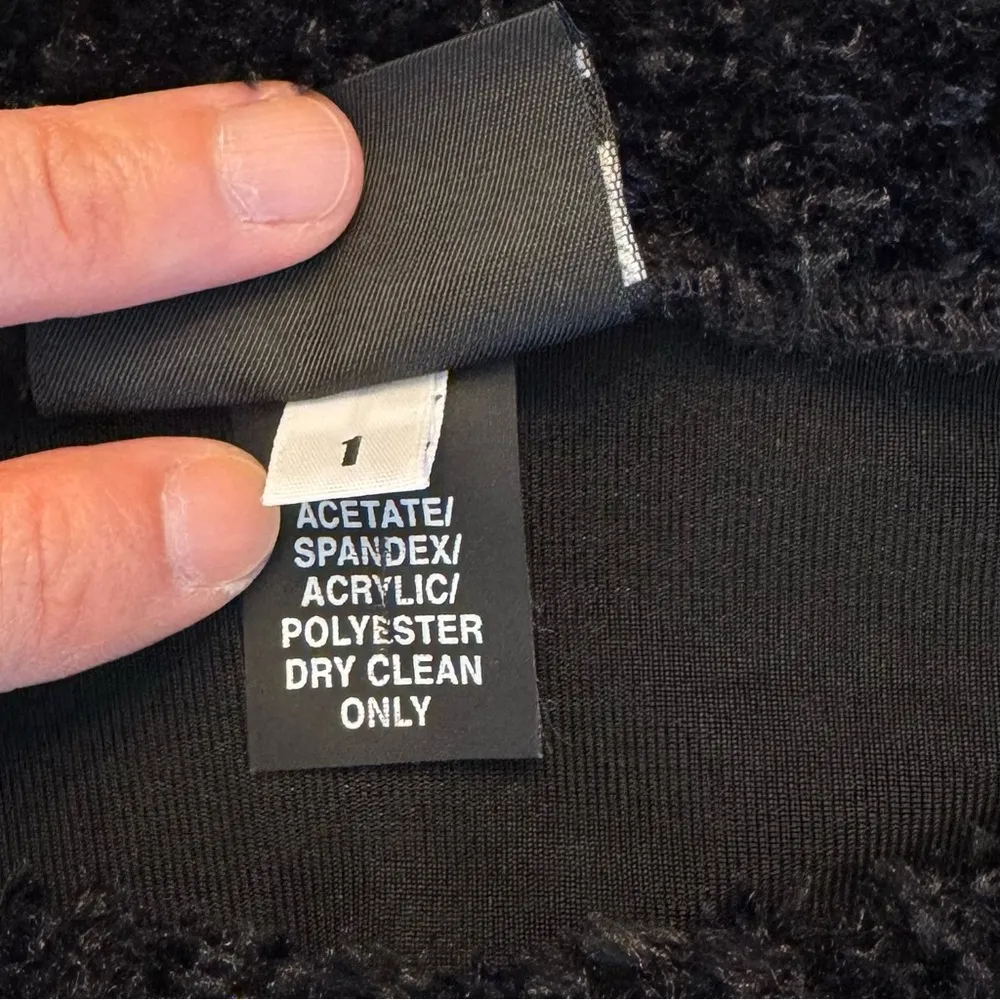 1
ACETATE/
SPANDEX/
ACRYLIC/
POLYESTER
DRY CLEAN
ONLY